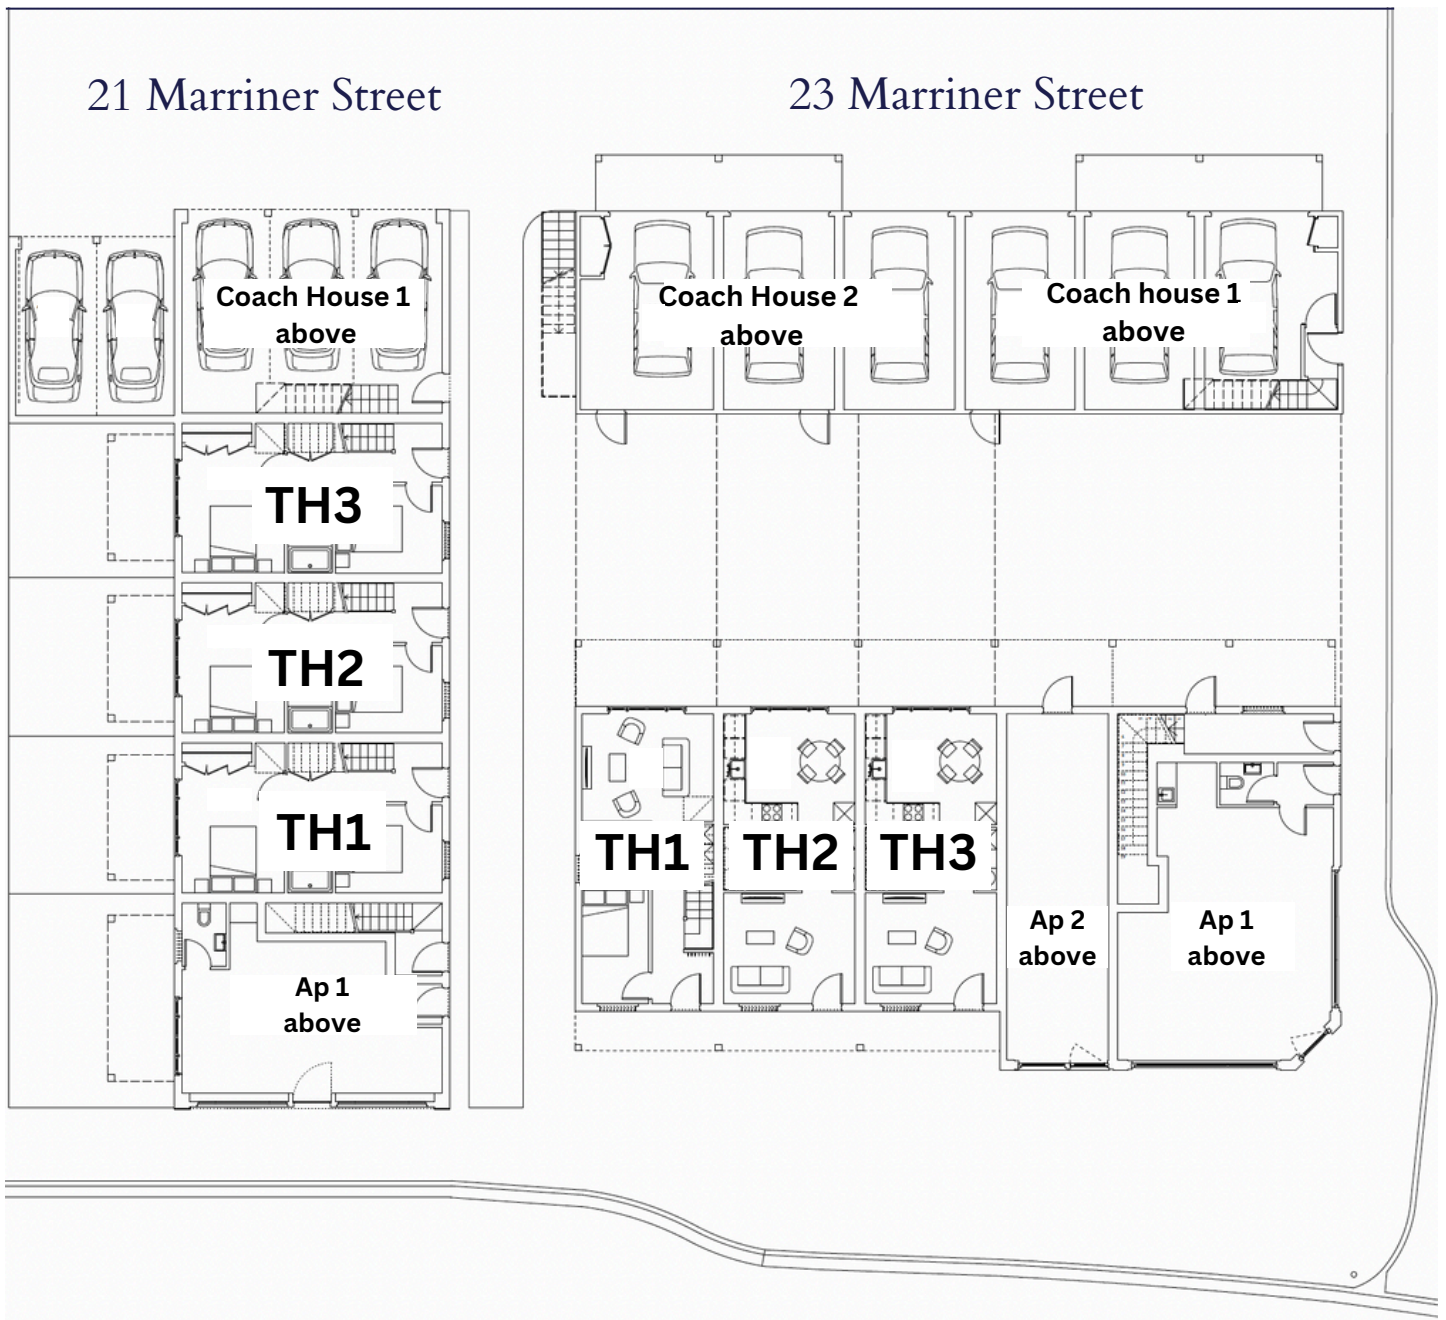 21 Marriner Street
23 Marriner Street
Coach House 1
above
Coach House 2
above
Coach house 1
above
TH3
TH2
TH1
Ap 1
above
TH1
TH2
TH3
Ap 2
above
Ap 1
above